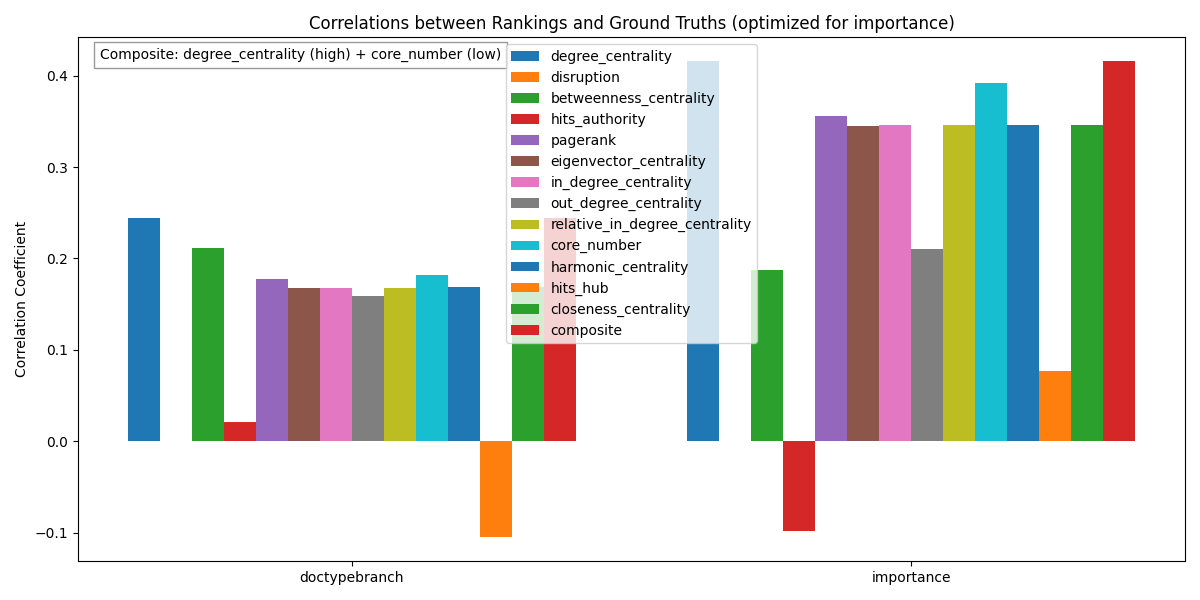 Correlations between Rankings and Ground Truths (optimized for importance)
Composite: degree_centrality (high) + core_number (low)
degree_centrality
disruption
betweenness_centrality
hits_authority
pagerank
eigenvector_centrality
in_degree_centrality
out_degree_centrality
relative_in_degree_centrality
core_number
harmonic_centrality
hits_hub
closeness_centrality
composite
Correlation Coefficient
0.4
0.3
0.2
0.1
0.0
−0.1
doctypebranch
importance